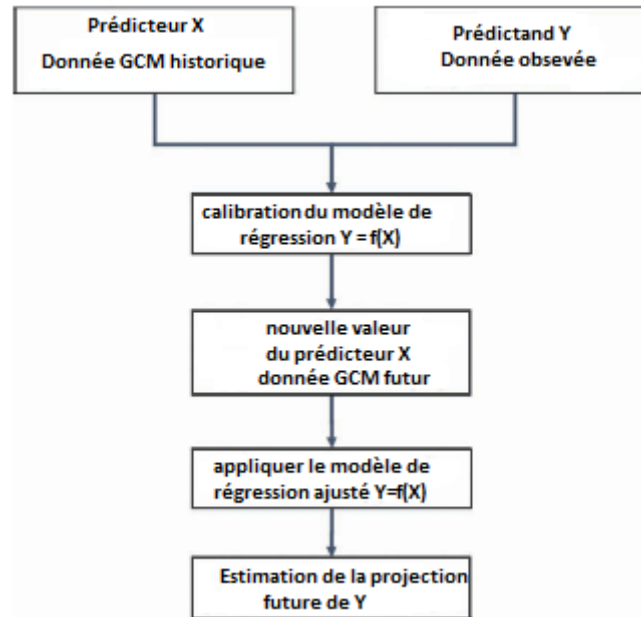 Prédicteur X
Donnée GCM historique
Prédictand Y
Donnée obsevée
calibration du modèle de
régression Y = f(X)
nouvelle valeur
du prédicteur X
donnée GCM futur
appliquer le modèle de
régression ajusté Y=f(X)
Estimation de la projection
future de Y